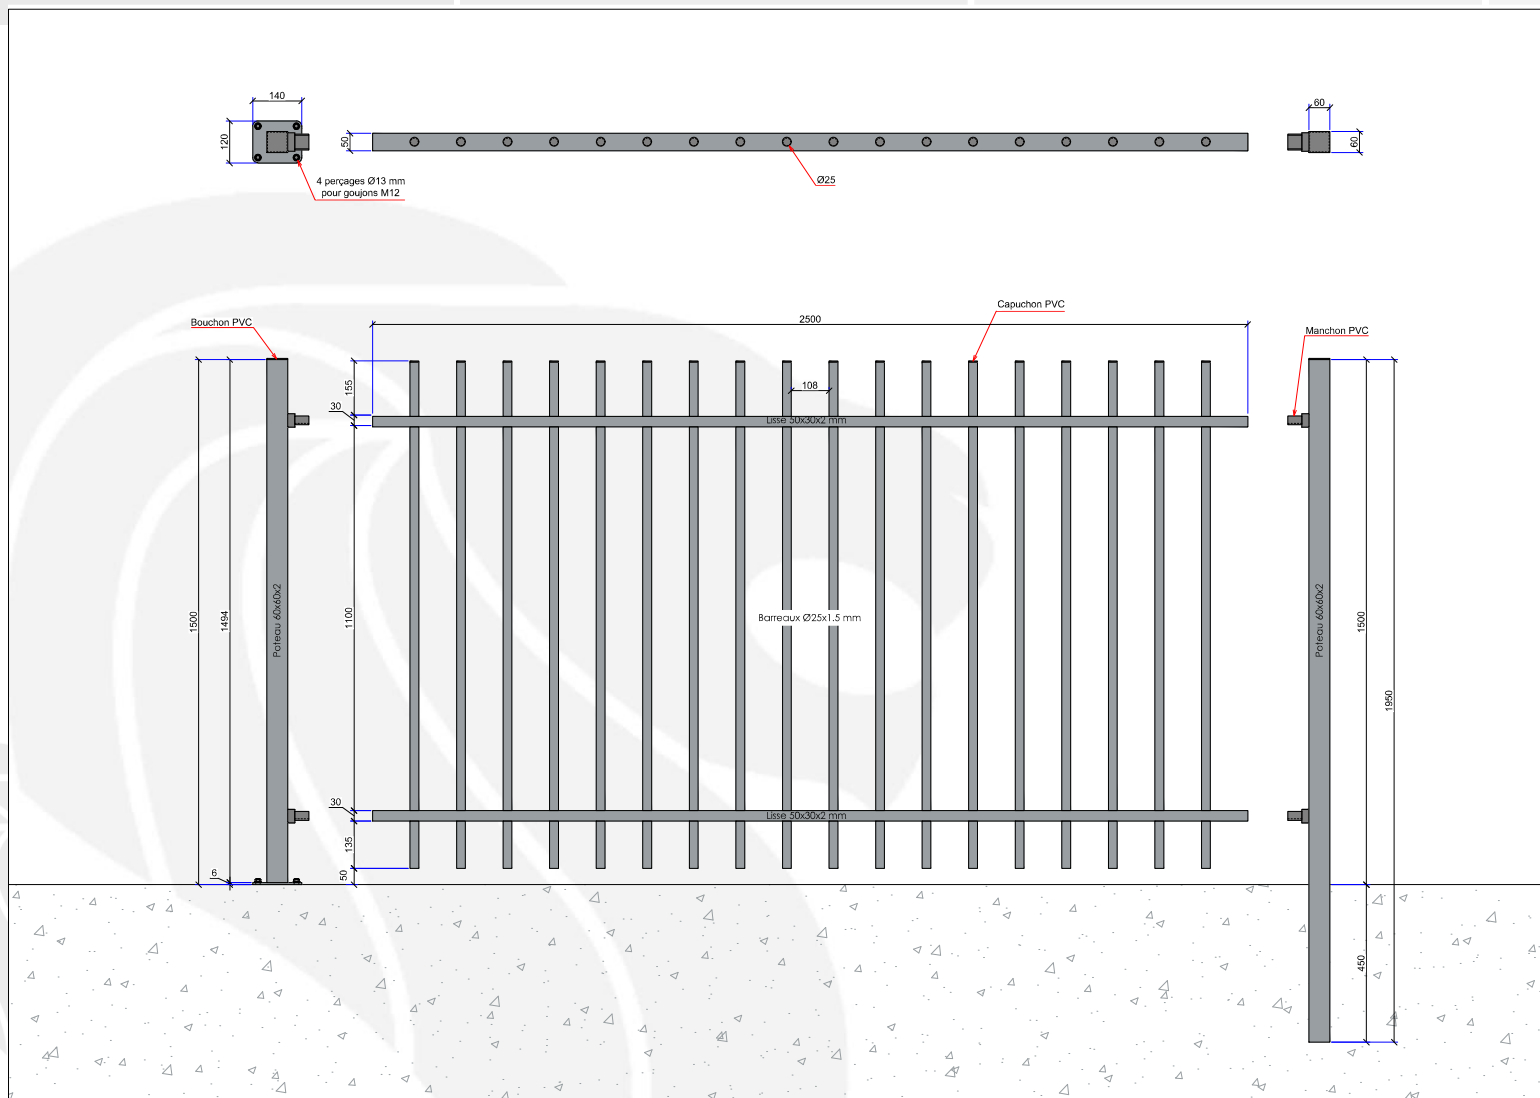 140
60
120
50
60
4 perçages Ø13 mm
pour goujons M12
Ø25
Bouchon PVC
2500
Capuchon PVC
Manchon PVC
155
108
30
Lisse 50x30x2 mm
1500
1494
Poteau 60x60x2
1100
Barreaux Ø25x1.5 mm
Poteau 60x60x2
1500
1950
30
Lisse 50x30x2 mm
135
6
50
450